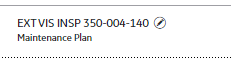 EXT VIS INSP 350-004-140
Maintenance Plan